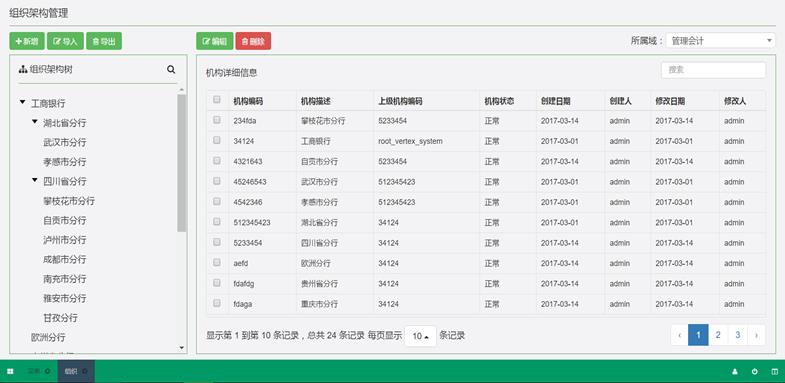 组织架构管理
新增 导入 导出 编辑 删除 所属域： 管理会计
组织架构树
工商银行
湖北省分行
武汉市分行
孝感市分行
四川省分行
攀枝花市分行
自贡市分行
泸州市分行
成都市分行
南充市分行
雅安市分行
甘孜分行
欧洲分行
机构详细信息 搜索
机构编码 机构描述 上级机构编码 机构状态 创建日期 创建人 修改日期 修改人
234fda 攀枝花市分行 5233454 正常 2017-03-14 admin 2017-03-14 admin
34124 工商银行 root_vertex_system 正常 2017-03-01 admin 2017-03-01 admin
4321643 自贡市分行 5233454 正常 2017-03-14 admin 2017-03-14 admin
45246543 武汉市分行 512345423 正常 2017-03-01 admin 2017-03-01 admin
4542346 孝感市分行 512345423 正常 2017-03-01 admin 2017-03-01 admin
512345423 湖北省分行 34124 正常 2017-03-01 admin 2017-03-01 admin
5233454 四川省分行 34124 正常 2017-03-14 admin 2017-03-14 admin
aefd 欧洲分行 34124 正常 2017-03-14 admin 2017-03-14 admin
fdafdg 贵州省分行 34124 正常 2017-03-14 admin 2017-03-14 admin
fdaga 重庆市分行 34124 正常 2017-03-14 admin 2017-03-14 admin
显示第 1 到第 10 条记录，总共 24 条记录 每页显示 10 条记录 ‹ 1 2 3 ›
组织